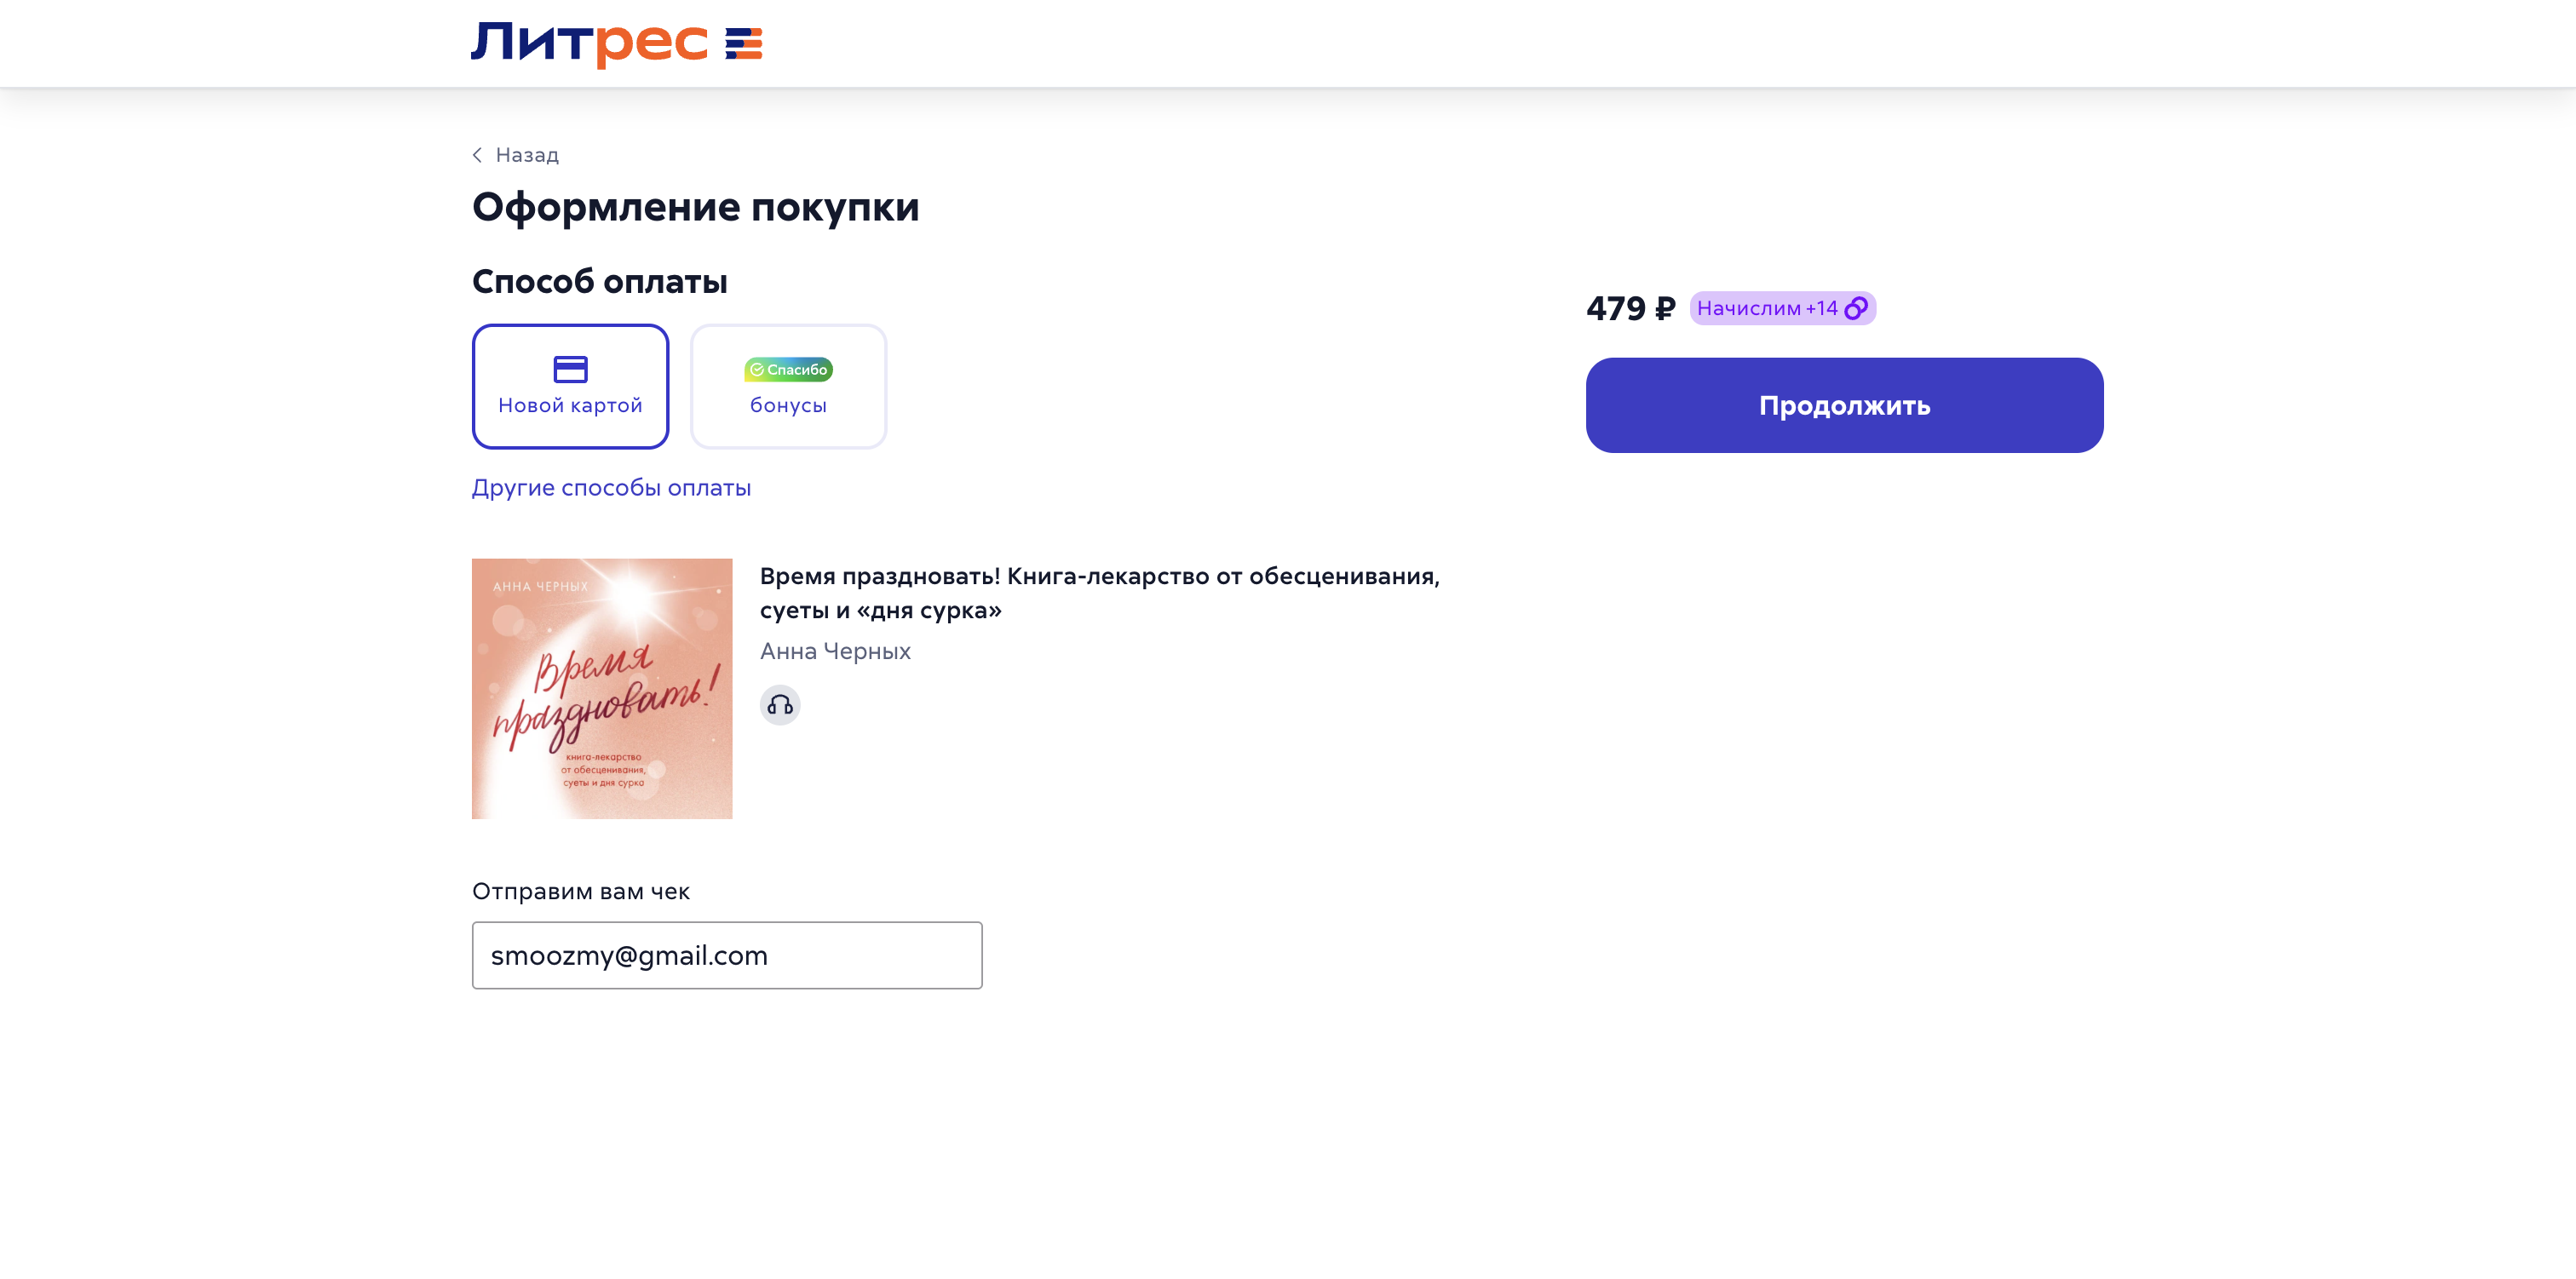 Литрес
Назад
Оформление покупки
Способ оплаты
Новой картой
Спасибо
бонусы
Другие способы оплаты
479 ₽ Начислим +14
Продолжить
АННА ЧЕРНЫХ
Время
праздновать!
книга-лекарство
от обесценивания,
суеты и дня сурка
Время праздновать! Книга-лекарство от обесценивания,
суеты и «дня сурка»
Анна Черных
Отправим вам чек
smoozmy@gmail.com